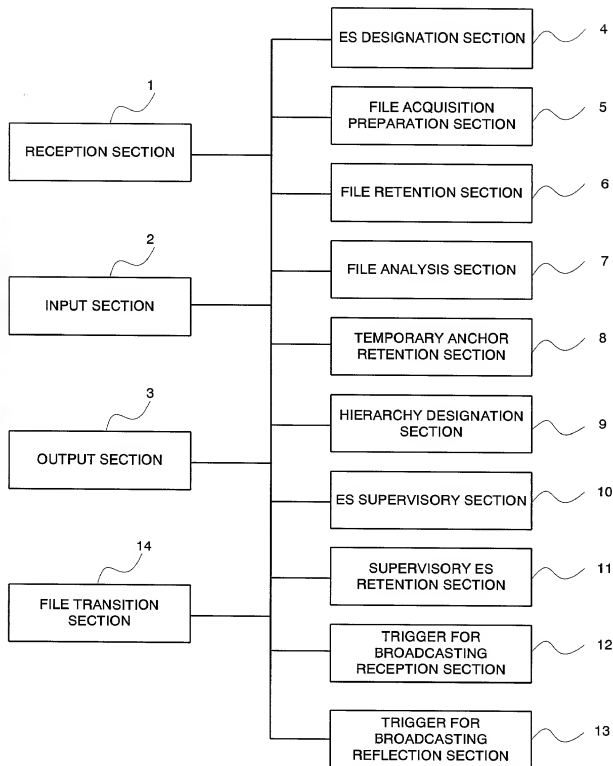 1
RECEPTION SECTION
2
INPUT SECTION
3
OUTPUT SECTION
14
FILE TRANSITION
SECTION
ES DESIGNATION SECTION
4
FILE ACQUISITION
PREPARATION SECTION
5
FILE RETENTION SECTION
6
FILE ANALYSIS SECTION
7
TEMPORARY ANCHOR
RETENTION SECTION
8
HIERARCHY DESIGNATION
SECTION
9
ES SUPERVISORY SECTION
10
SUPERVISORY ES
RETENTION SECTION
11
TRIGGER FOR
BROADCASTING
RECEPTION SECTION
12
TRIGGER FOR
BROADCASTING
REFLECTION SECTION
13